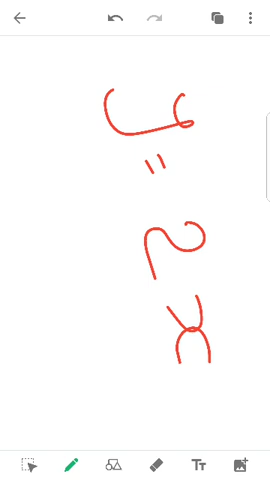 y = 2x